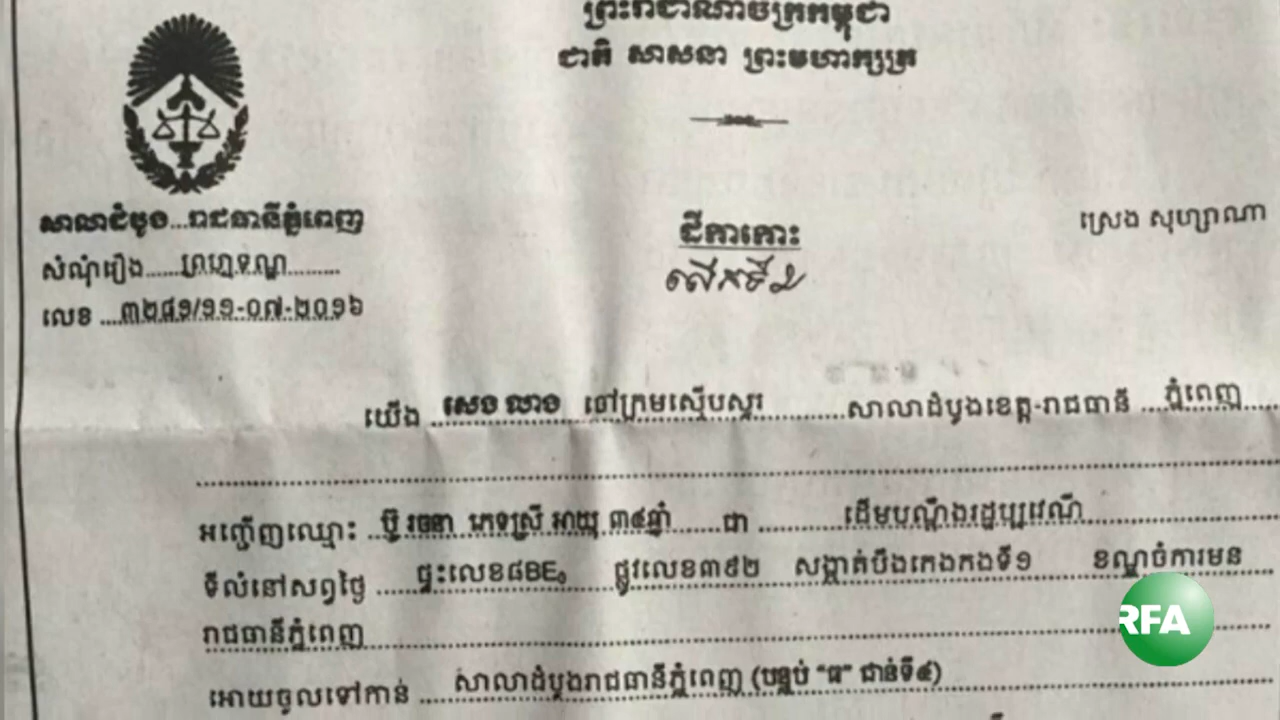 ព្រះរាជាណាចក្រកម្ពុជា
ជាតិ សាសនា ព្រះមហាក្សត្រ
សាលាដំបូង...រាជធានីភ្នំពេញ
សំណុំរឿង......ព្រហ្មទណ្ឌ.........
លេខ ...៣២៨១/១១-០៧-២០១៦
ដីកាកោះ
លើកទី២
ស្រេង សុហ្សាណា
យើង ..សេង លាង ចៅក្រមស្ើបសួរ .........សាលាដំបូងខេត្ត-រាជធានី ...ភ្នំពេញ....
អញ្ជើញឈ្មោះ ..ប៊ូ រចនា ភេទស្រី អាយុ ៣៤ឆ្នាំ ..... ជា ......... ដើមបណ្តឹងរដ្ឋប្បវេណី
ទីលំនៅសព្វថ្ងៃ ..... ផ្ទះលេខ៨BE₀ ផ្លូវលេខ៣៩២ សង្កាត់បឹងកេងកងទី១ ខណ្ឌចំការមន
រាជធានីភ្នំពេញ
អោយចូលទៅកាន់ ....សាលាដំបូងរាជធានីភ្នំពេញ (បន្ទប់ “ធ” ជាន់ទី៤)
RFA